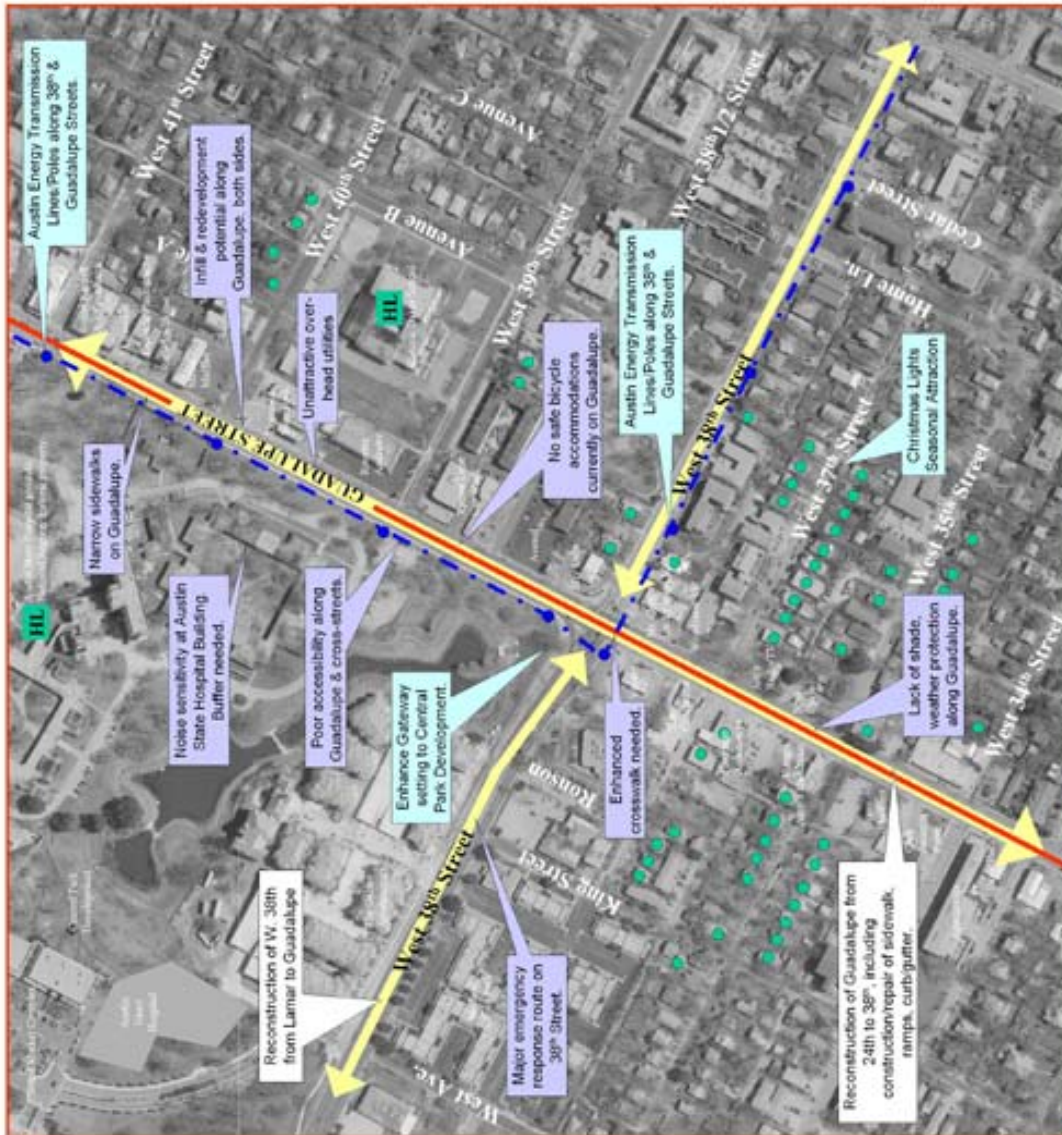 Austin Energy Transmission
Lines/Poles along 38th &
Guadalupe Streets.
West 41st Street
Infill & redevelopment
potential along
Guadalupe, both sides.
West 40th Street
Avenue C
Avenue B
Unattractive over-
head utilities
HL
West 39th Street
No safe bicycle
accommodations
currently on Guadalupe.
Austin Energy Transmission
Lines/Poles along 38th &
Guadalupe Streets.
West 38th 1/2 Street
West 38th Street
Cedar Street
Home Ln.
West 37th Street
Christmas Lights
Seasonal Attraction
West 35th Street
West 34th Street
Lack of shade,
weather protection
along Guadalupe.
GUADALUPE STREET
Narrow sidewalks
on Guadalupe.
HL
Noise sensitivity at Austin
State Hospital Building.
Buffer needed.
Poor accessibility along
Guadalupe & cross-streets.
Enhance Gateway
setting to Central
Park Development.
Enhanced
crosswalk needed.
Ronson
King Street
Reconstruction of W. 38th
from Lamar to Guadalupe
West 38th Street
Major emergency
response route on
38th Street.
West Ave.
Reconstruction of Guadalupe from
24th to 38th, including
construction/repair of sidewalk,
ramps, curb/gutter.